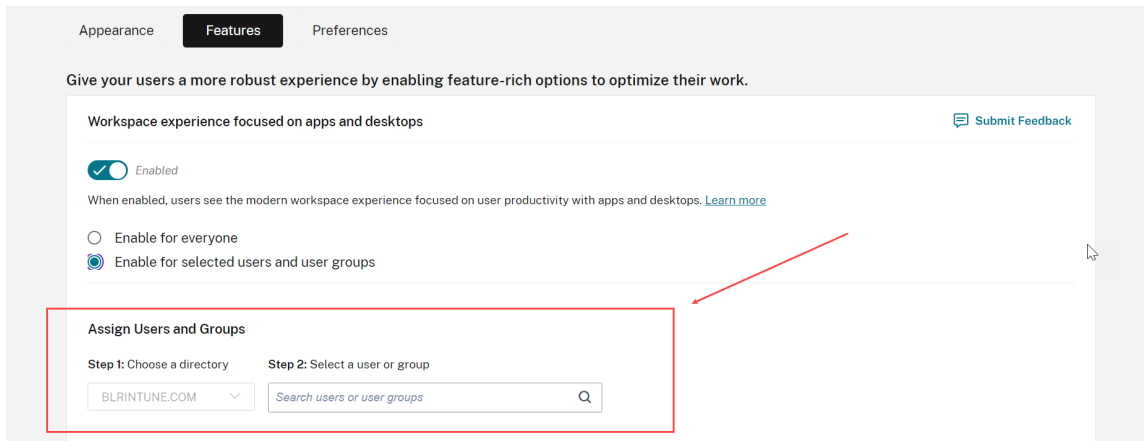 Appearance Features Preferences
Give your users a more robust experience by enabling feature-rich options to optimize their work.
Workspace experience focused on apps and desktops Submit Feedback
Enabled
When enabled, users see the modern workspace experience focused on user productivity with apps and desktops. Learn more
Enable for everyone
Enable for selected users and user groups
Assign Users and Groups
Step 1: Choose a directory Step 2: Select a user or group
BLRINTUNE.COM Search users or user groups